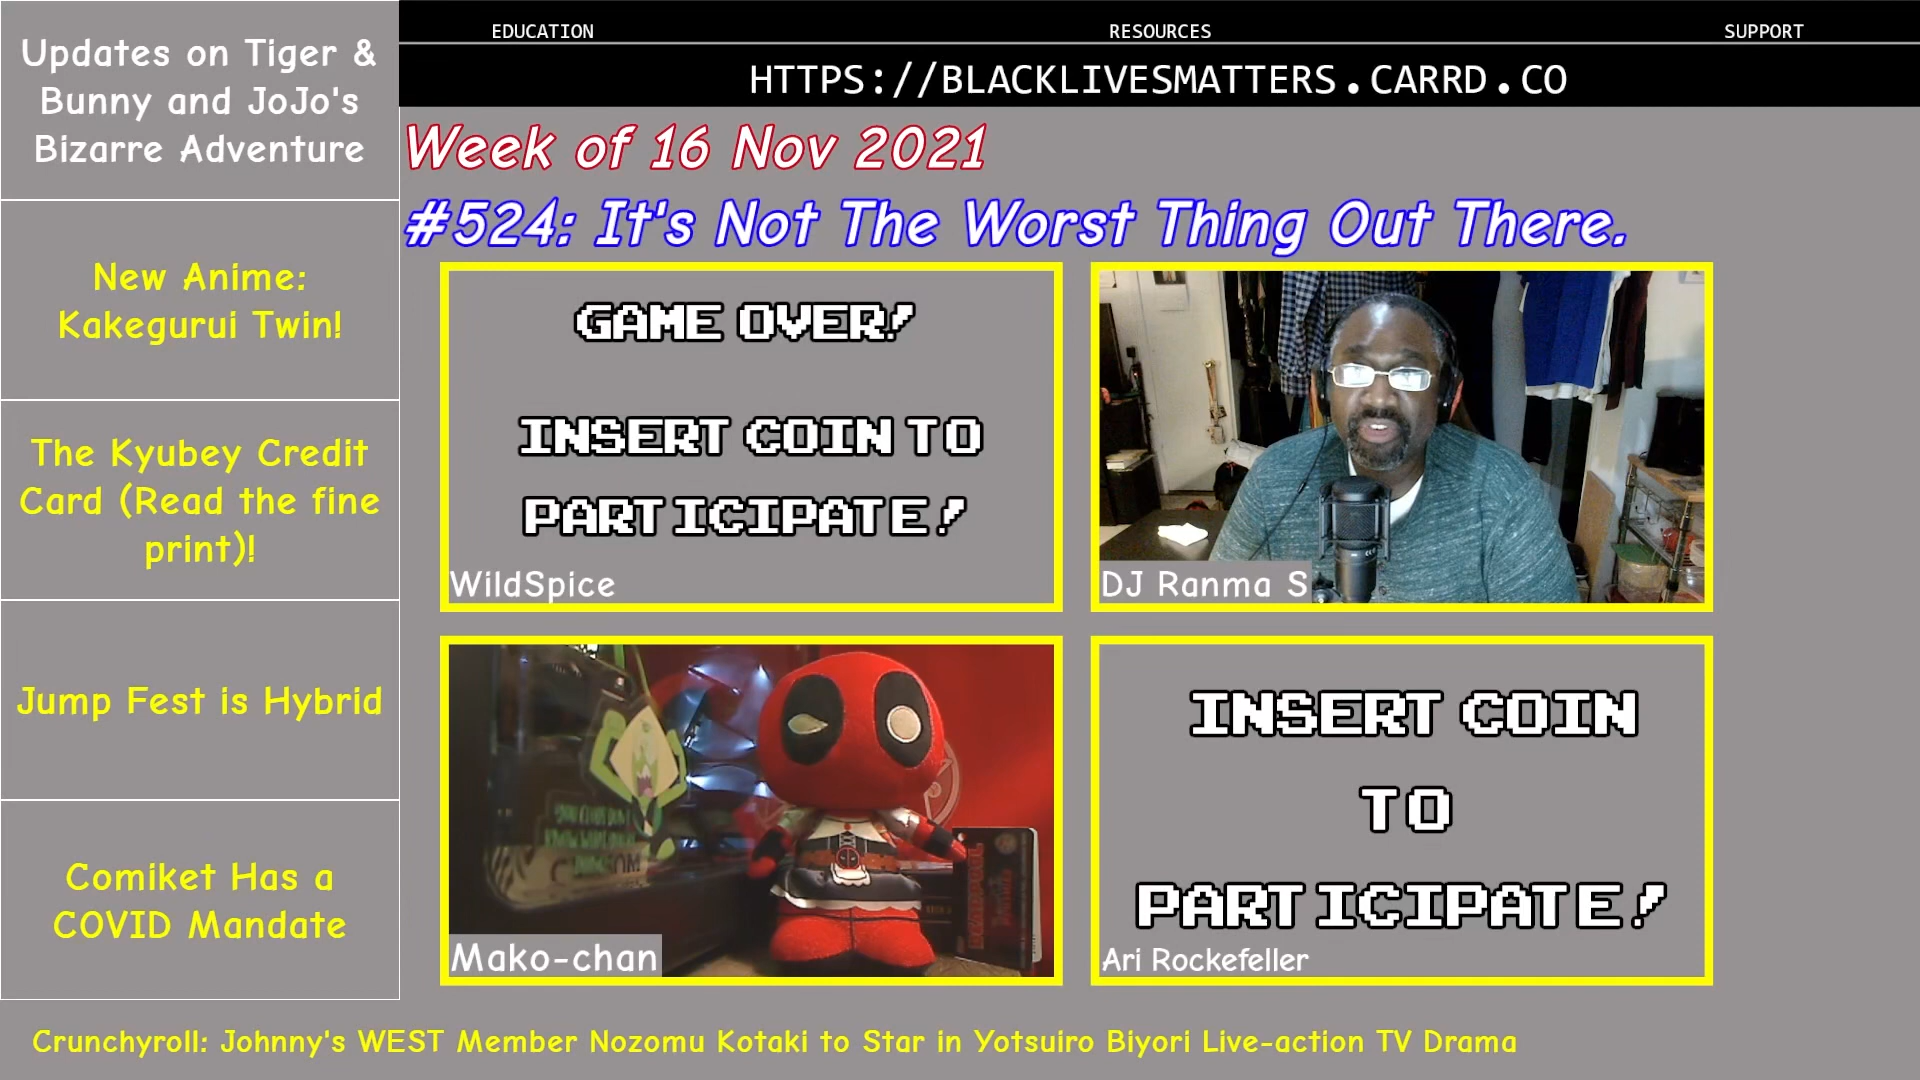 EDUCATION
RESOURCES
SUPPORT
HTTPS://BLACKLIVESMATTERS.CARRD.CO
Updates on Tiger &
Bunny and JoJo's
Bizarre Adventure
New Anime:
Kakegurui Twin!
The Kyubey Credit
Card (Read the fine
print)!
Jump Fest is Hybrid
Comiket Has a
COVID Mandate
Week of 16 Nov 2021
#524: It's Not The Worst Thing Out There.
GAME OVER!
INSERT COIN TO
PARTICIPATE!
WildSpice
DJ Ranma S
DEADPOOL
Mako-chan
INSERT COIN
TO
PARTICIPATE!
Ari Rockefeller
Crunchyroll: Johnny's WEST Member Nozomu Kotaki to Star in Yotsuiro Biyori Live-action TV Drama